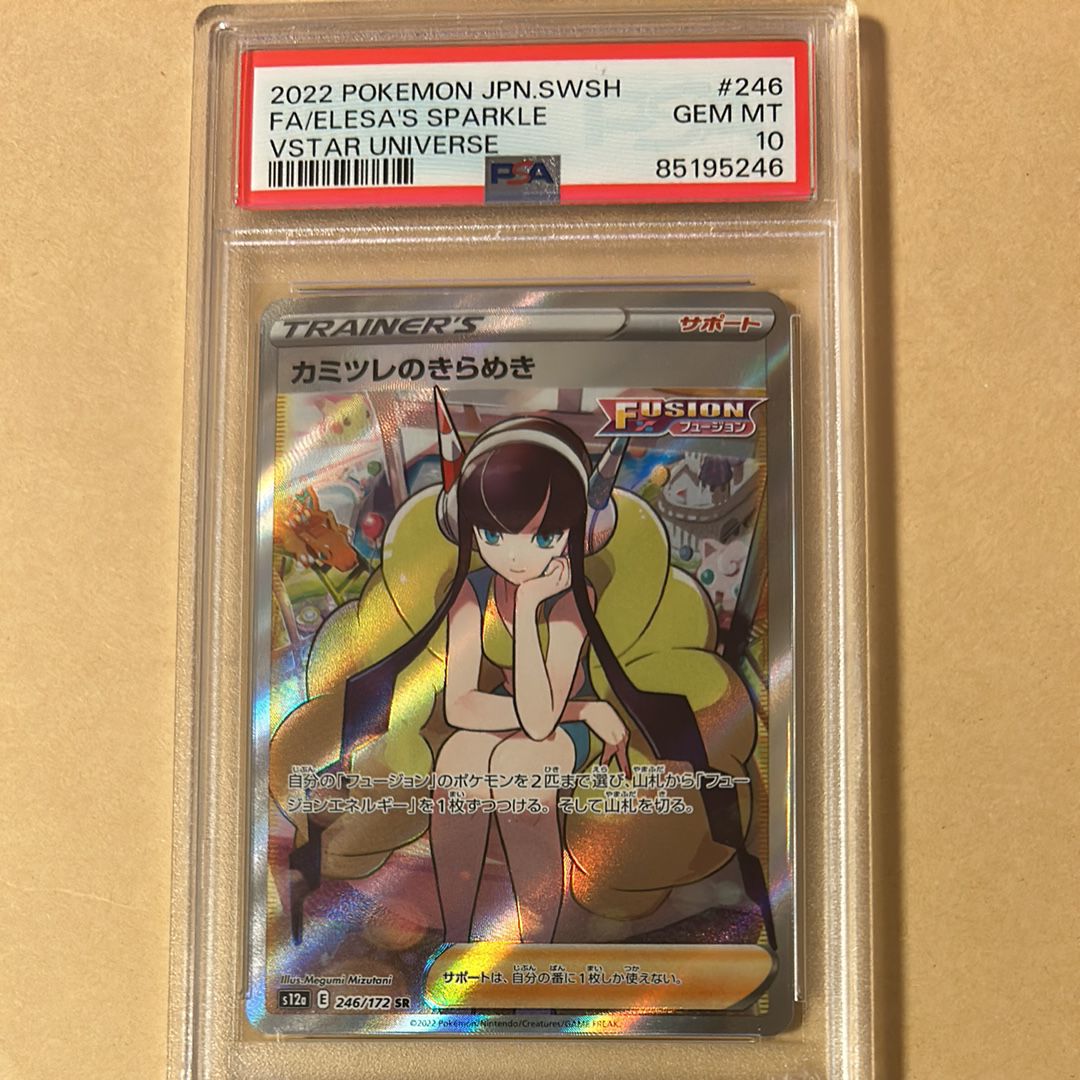 2022 POKEMON JPN.SWSH #246
FA/ELESA'S SPARKLE GEM MT
VSTAR UNIVERSE 10
PSA 85195246
TRAINER'S サポート
カミツレのきらめき
FUSION
フュージョン
自分の「フュージョン」のポケモンを2匹まで選び、山札から「フュー
ジョンエネルギー」を1枚ずつつける。そして山札を切る。
Illus. Megumi Mizutani
サポートは、自分の番に1枚しか使えない。
s12a E 246/172 SR
©2022 Pokémon/Nintendo/Creatures/GAME FREAK.